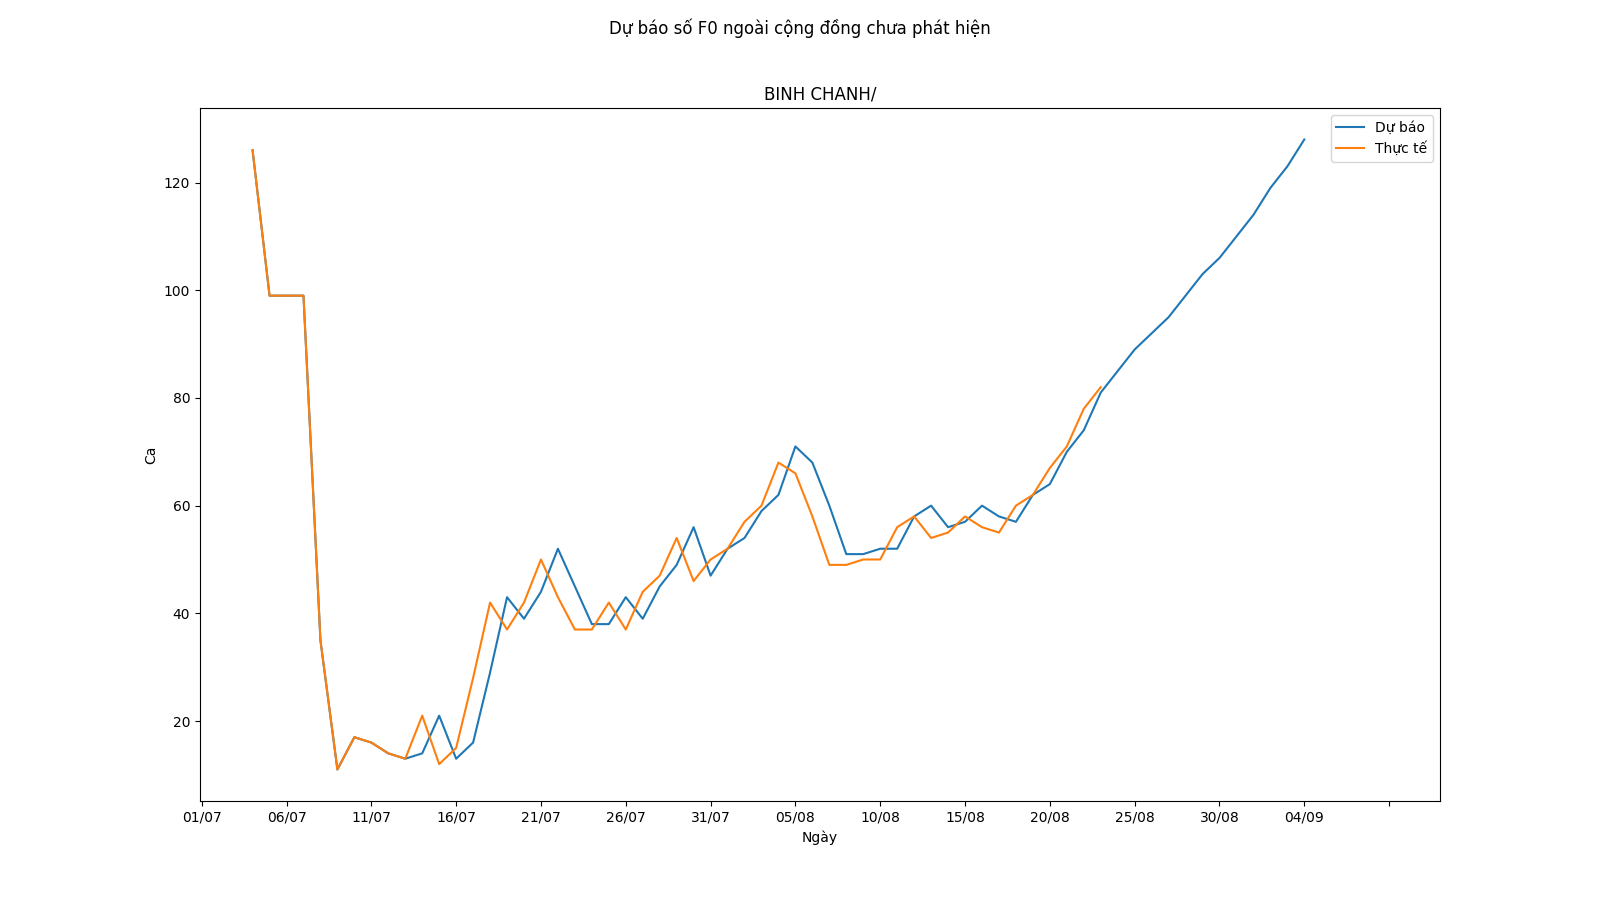 Dự báo số F0 ngoài cộng đồng chưa phát hiện
BINH CHANH/
Dự báo
Thực tế
120
100
80
60
40
20
Ca
01/07 06/07 11/07 16/07 21/07 26/07 31/07 05/08 10/08 15/08 20/08 25/08 30/08 04/09
Ngày